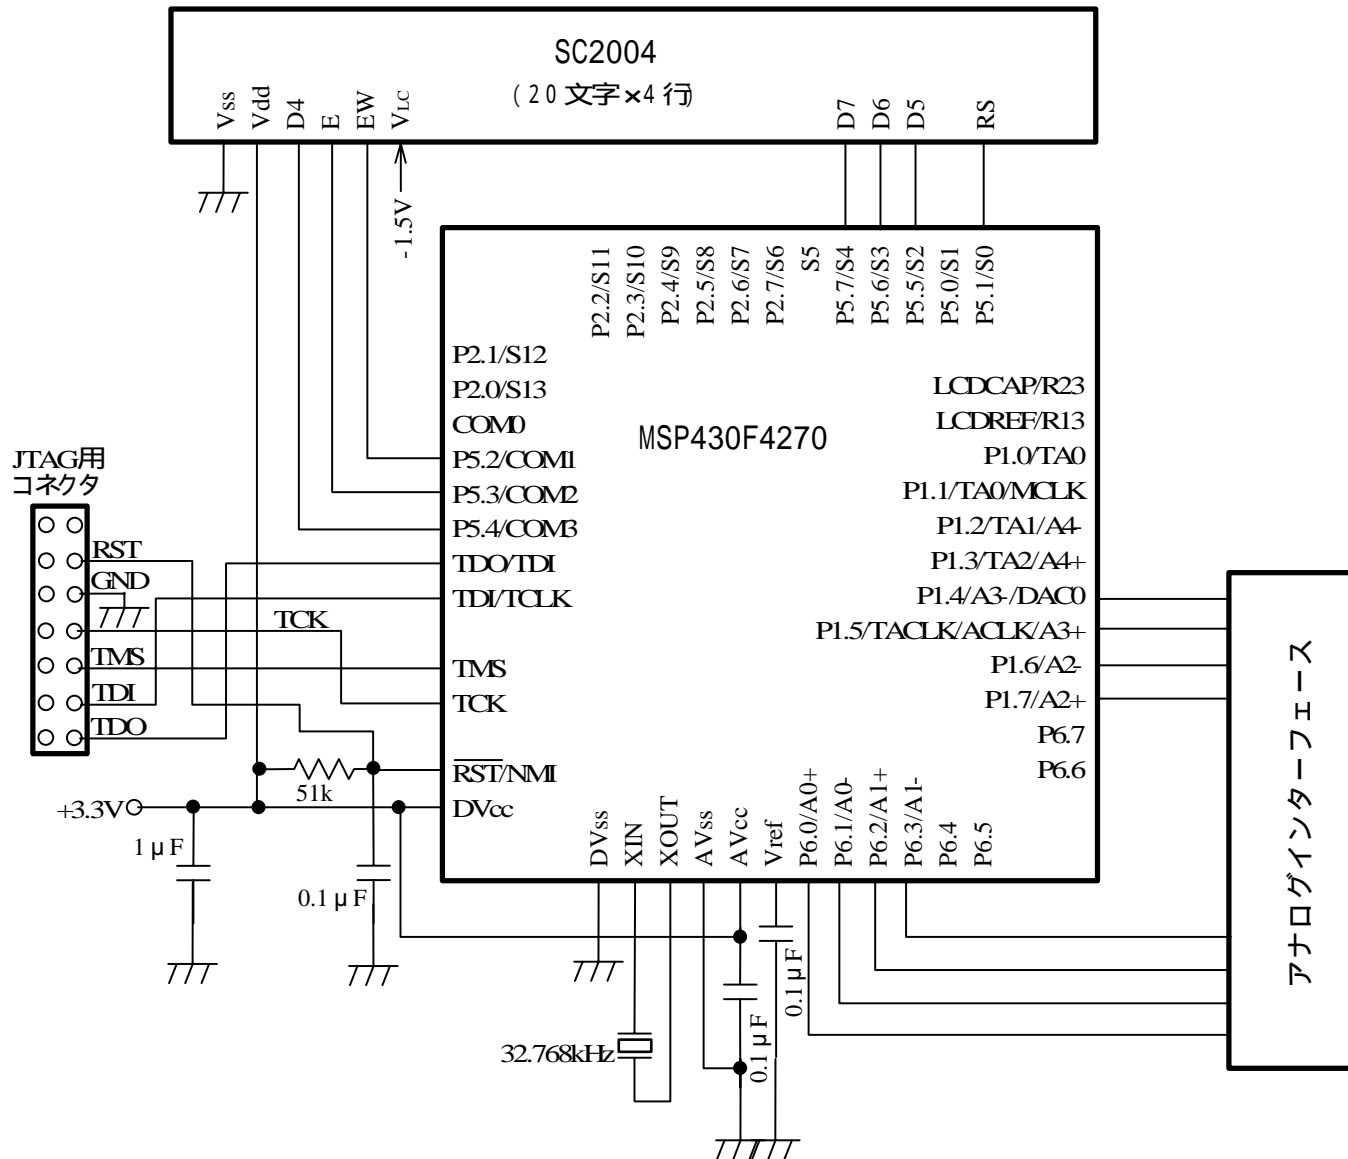 SC2004
(20文字×4行)
Vss
Vdd
D4
E
EW
VLC
D7
D6
D5
RS
-1.5V
P2.2/S11
P2.3/S10
P2.4/S9
P2.5/S8
P2.6/S7
P2.7/S6
S5
P5.7/S4
P5.6/S3
P5.5/S2
P5.0/S1
P5.1/S0
P2.1/S12
P2.0/S13
COM0
P5.2/COM1
P5.3/COM2
P5.4/COM3
TDO/TDI
TDI/TCLK
TMS
TCK
RST/NMI
DVcc
MSP430F4270
LCDCAP/R23
LCDREF/R13
P1.0/TA0
P1.1/TA0/MCLK
P1.2/TA1/A4-
P1.3/TA2/A4+
P1.4/A3-/DAC0
P1.5/TACLK/ACLK/A3+
P1.6/A2-
P1.7/A2+
P6.7
P6.6
DVss
XIN
XOUT
AVss
AVcc
Vref
P6.0/A0+
P6.1/A0-
P6.2/A1+
P6.3/A1-
P6.4
P6.5
JTAG用
コネクタ
RST
GND
TCK
TMS
TDI
TDO
51k
+3.3V
1μF
0.1μF
32.768kHz
0.1μF
0.1μF
アナログインターフェース